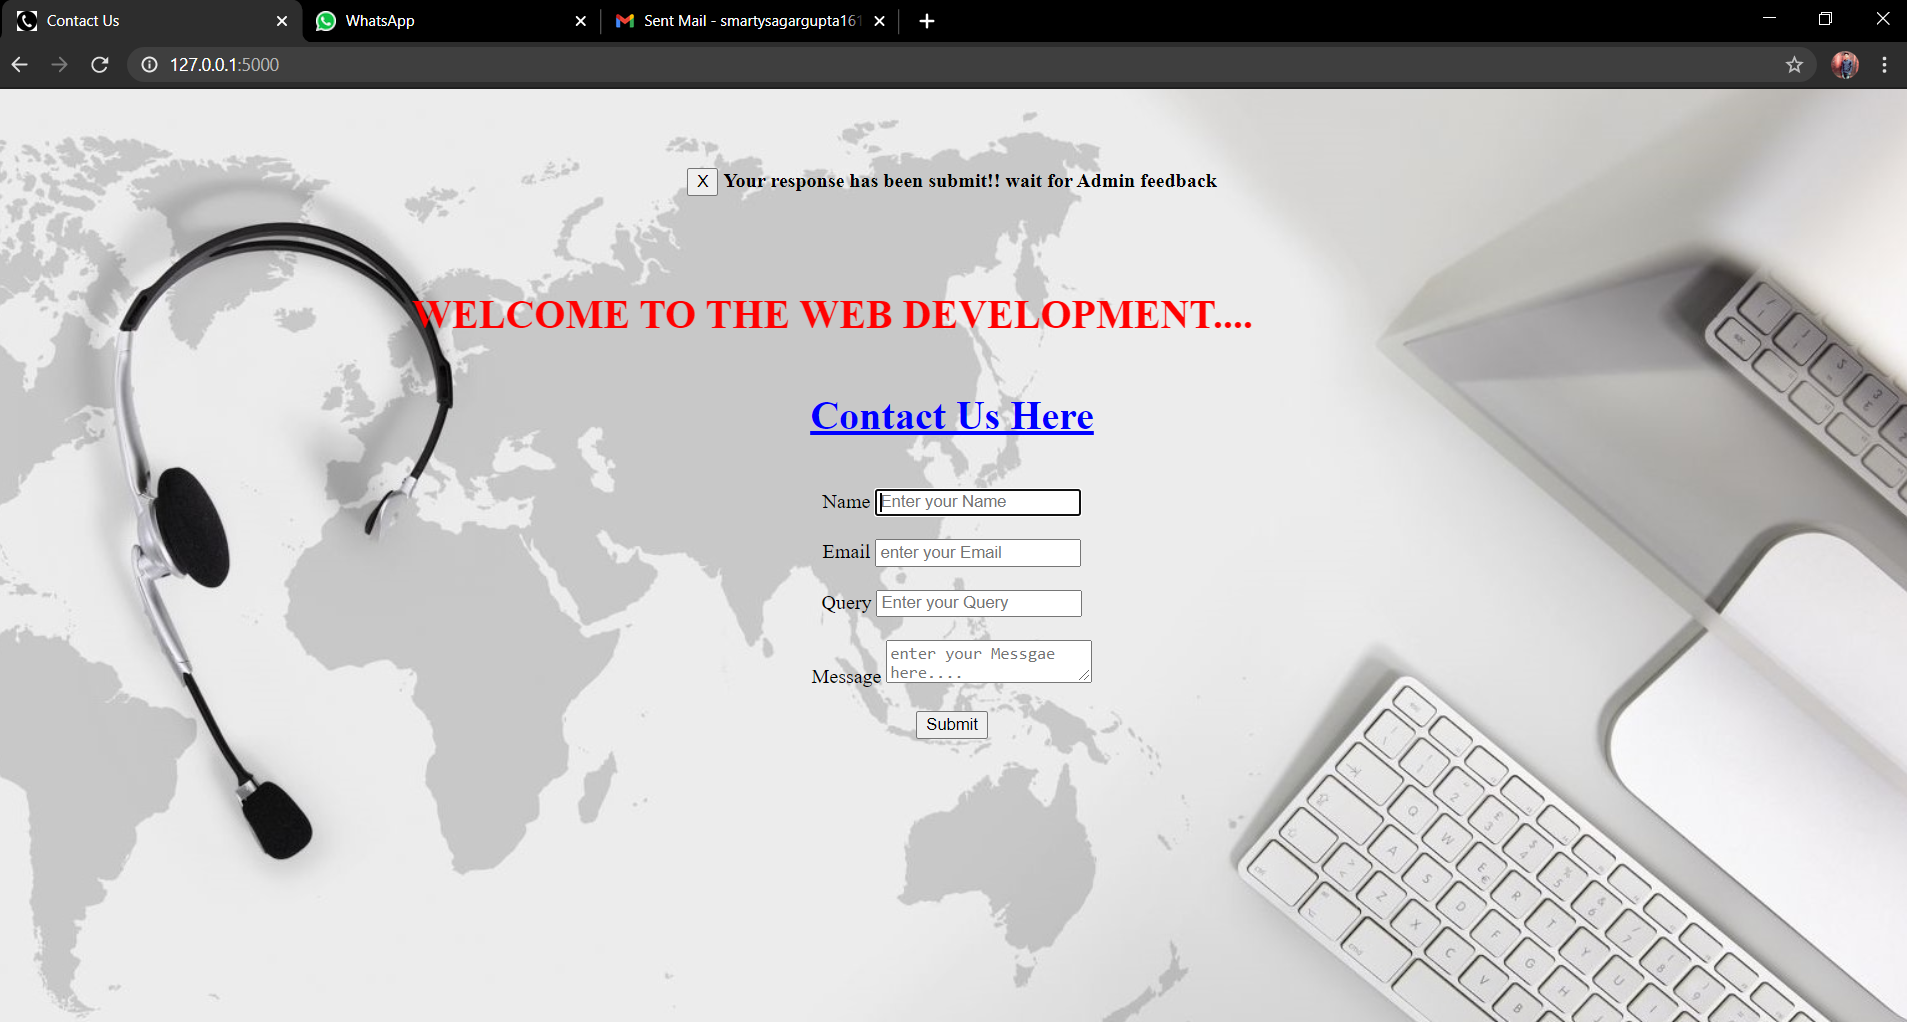 Contact Us
WhatsApp
Sent Mail - smartysagargupta161
127.0.0.1:5000
X Your response has been submit!! wait for Admin feedback
WELCOME TO THE WEB DEVELOPMENT....
Contact Us Here
Name Enter your Name
Email enter your Email
Query Enter your Query
Message enter your Messgae
here....
Submit